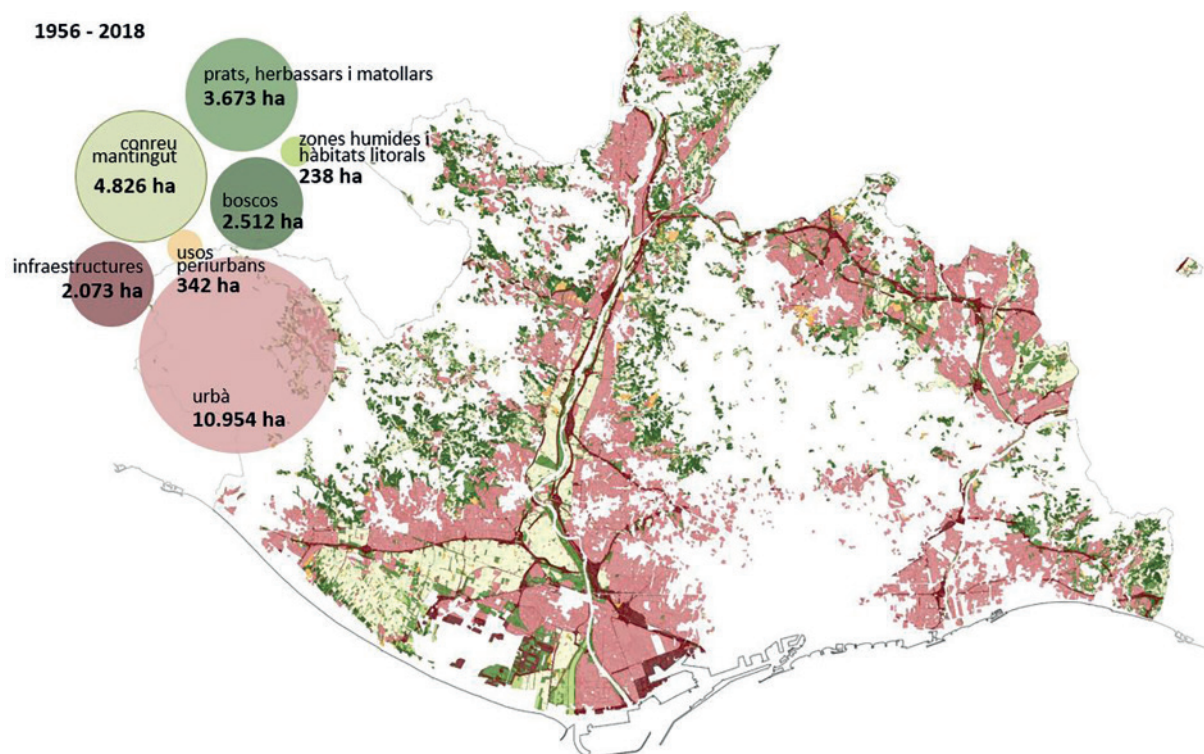 1956 - 2018
prats, herbassars i matollars
3.673 ha
conreu
mantingut
4.826 ha
zones humides i
hàbitats litorals
238 ha
boscos
2.512 ha
infraestructures
2.073 ha
usos
periurbans
342 ha
urbà
10.954 ha